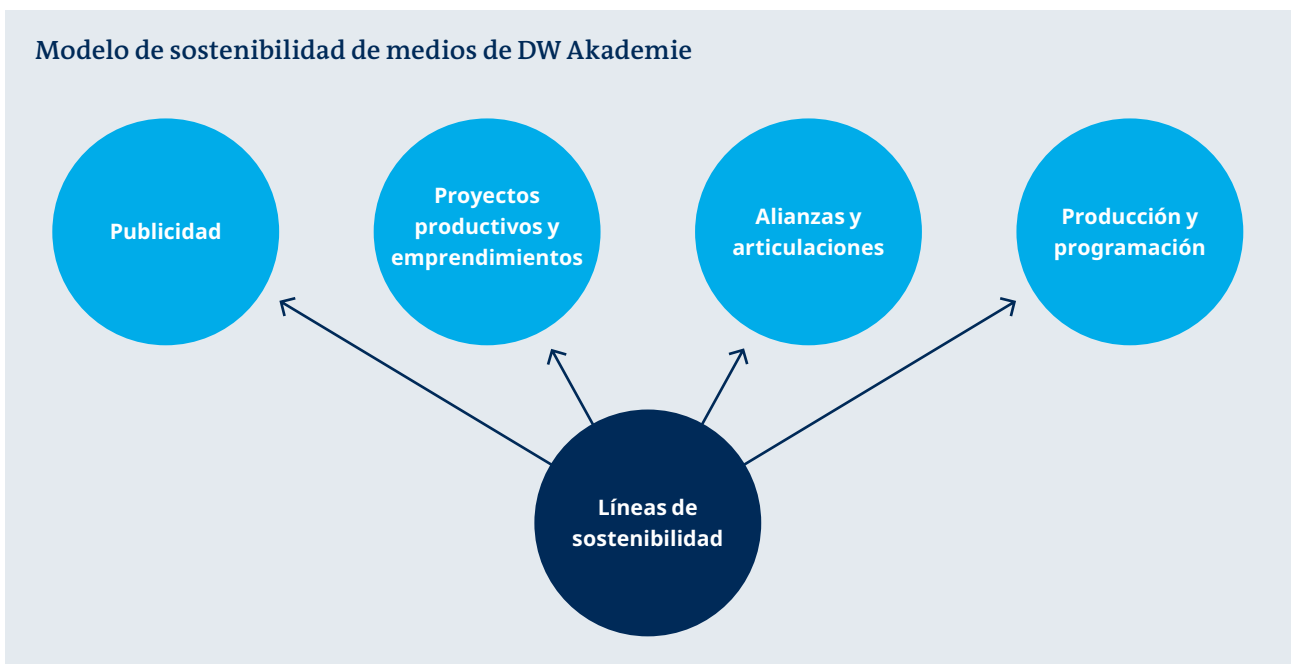 Modelo de sostenibilidad de medios de DW Akademie
Publicidad
Proyectos
productivos y
emprendimientos
Alianzas y
articulaciones
Producción y
programación
Líneas de
sostenibilidad